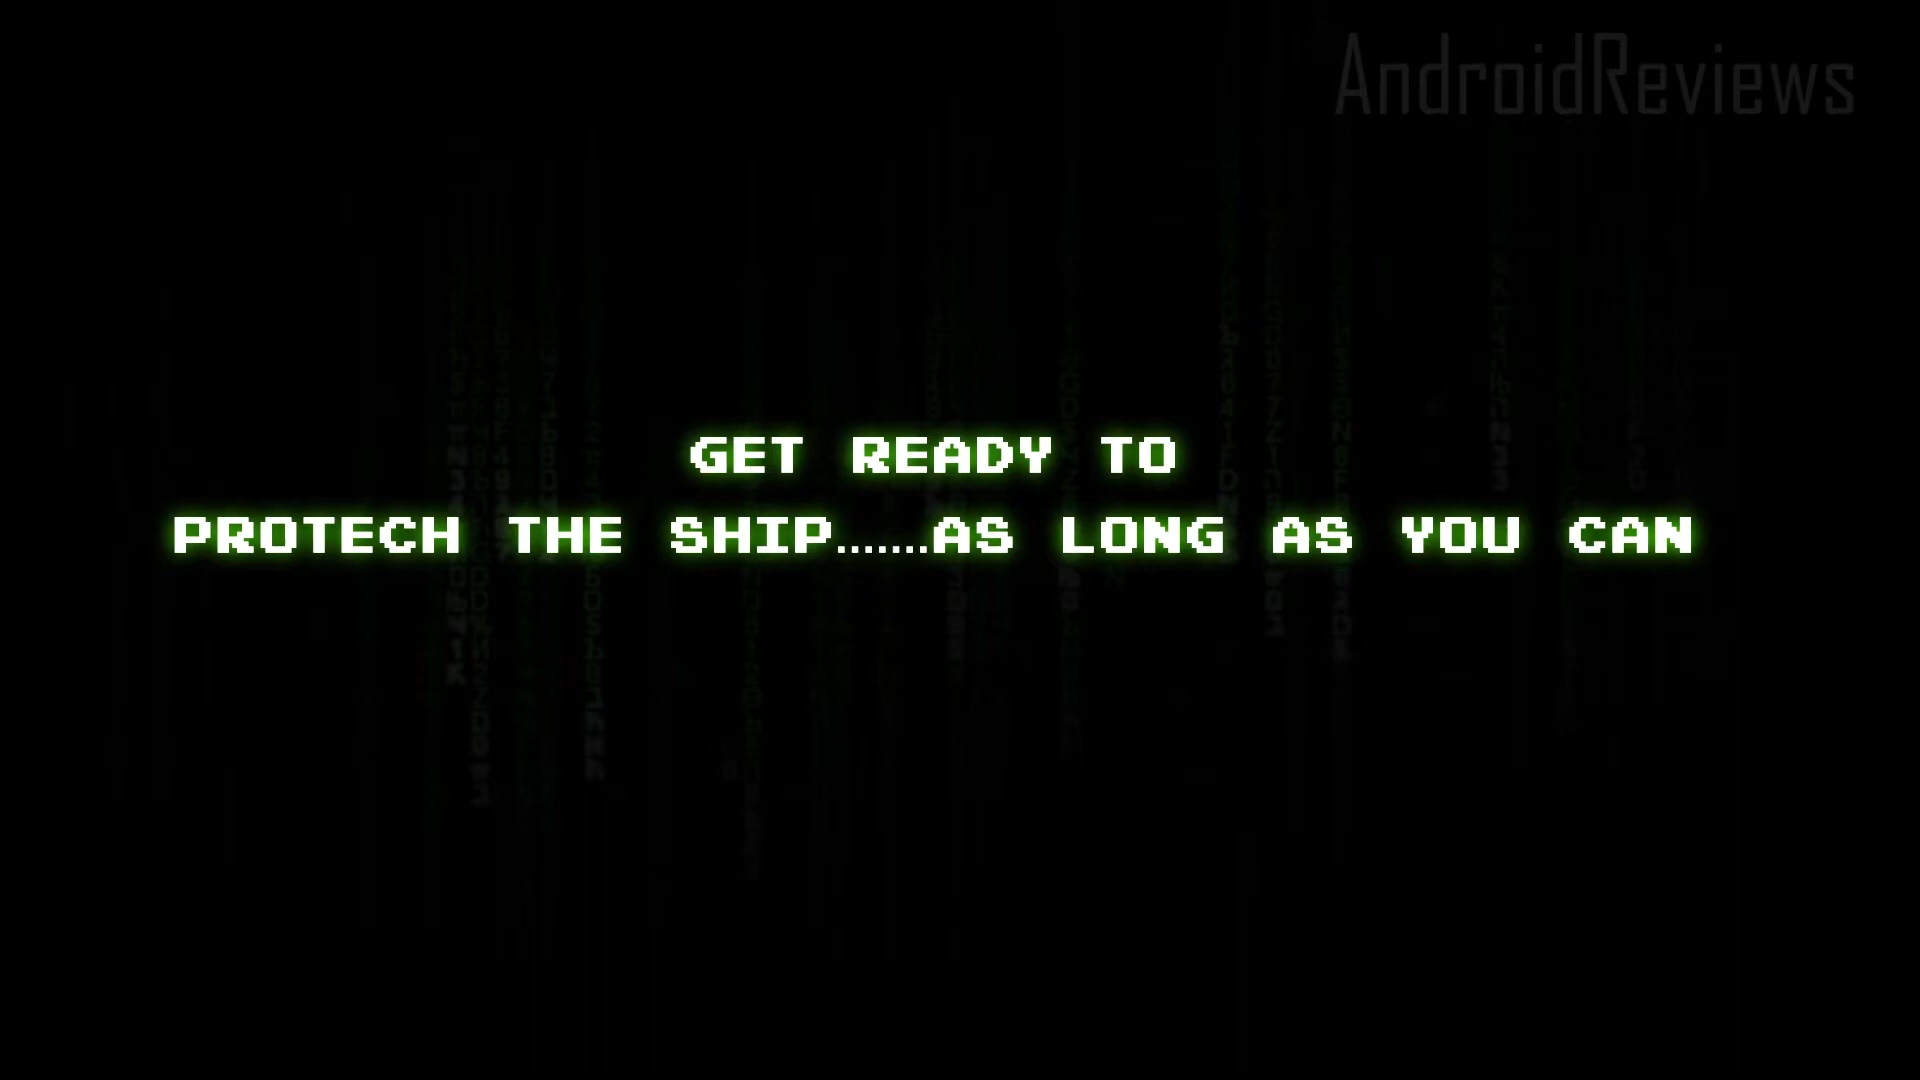 AndroidReviews
GET READY TO
PROTECH THE SHIP.......AS LONG AS YOU CAN